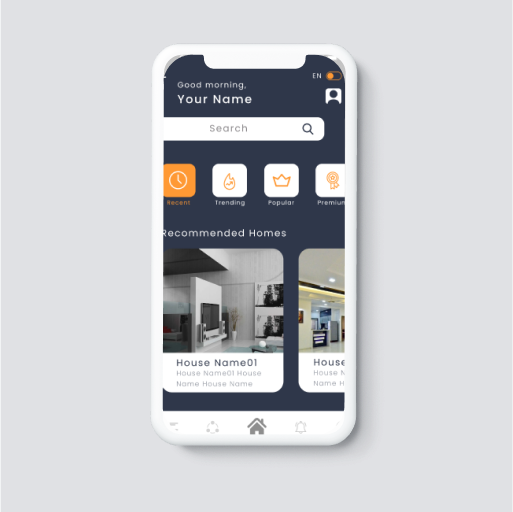 EN
Good morning,
Your Name
Search
Recent
Trending
Popular
Premium
Recommended Homes
House Name01
House Name01 House
Name House Name
House
House N
Name H